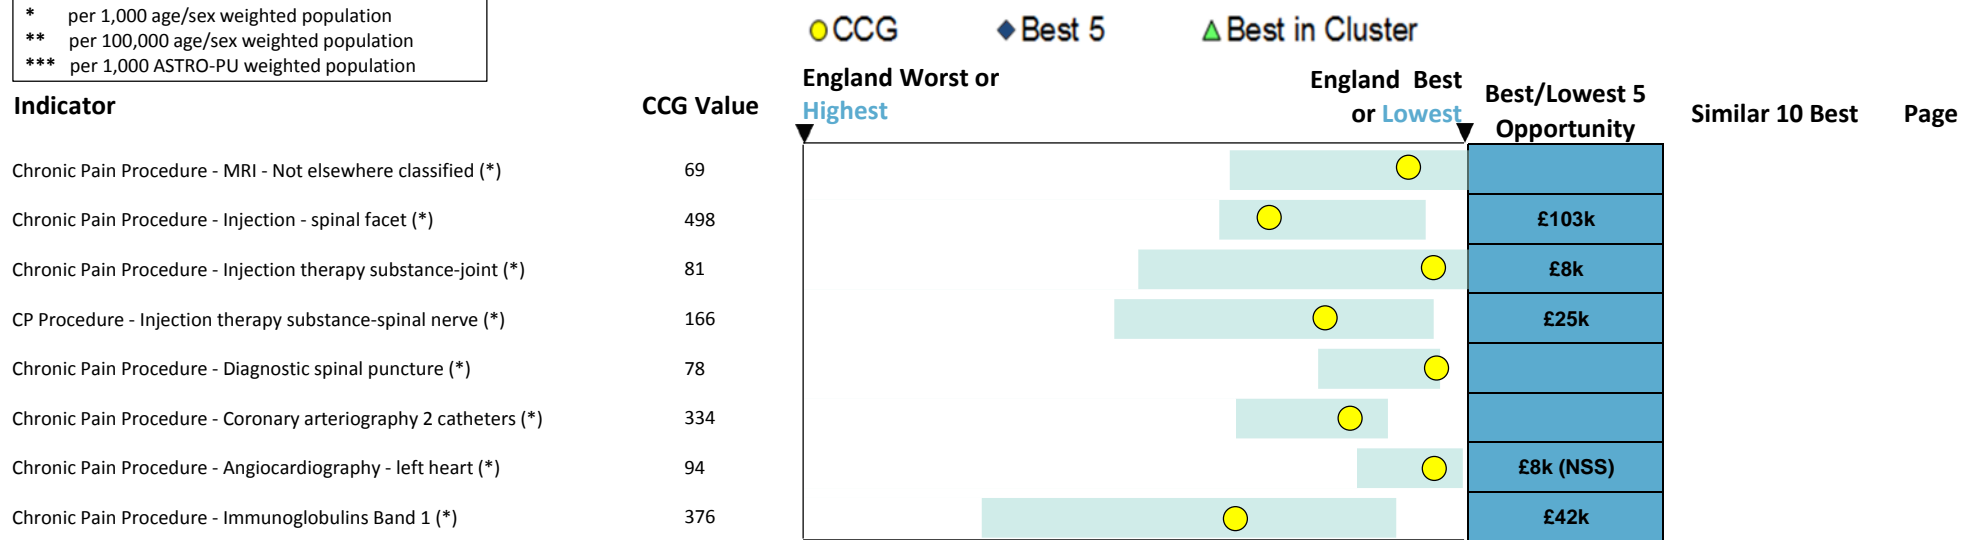 * per 1,000 age/sex weighted population
** per 100,000 age/sex weighted population
*** per 1,000 ASTRO-PU weighted population
CCG Best 5 Best in Cluster
Indicator CCG Value England Worst or Highest England Best or Lowest Best/Lowest 5 Opportunity Similar 10 Best Page
Chronic Pain Procedure - MRI - Not elsewhere classified (*) 69
Chronic Pain Procedure - Injection - spinal facet (*) 498 £103k
Chronic Pain Procedure - Injection therapy substance-joint (*) 81 £8k
CP Procedure - Injection therapy substance-spinal nerve (*) 166 £25k
Chronic Pain Procedure - Diagnostic spinal puncture (*) 78
Chronic Pain Procedure - Coronary arteriography 2 catheters (*) 334
Chronic Pain Procedure - Angiocardiography - left heart (*) 94 £8k (NSS)
Chronic Pain Procedure - Immunoglobulins Band 1 (*) 376 £42k